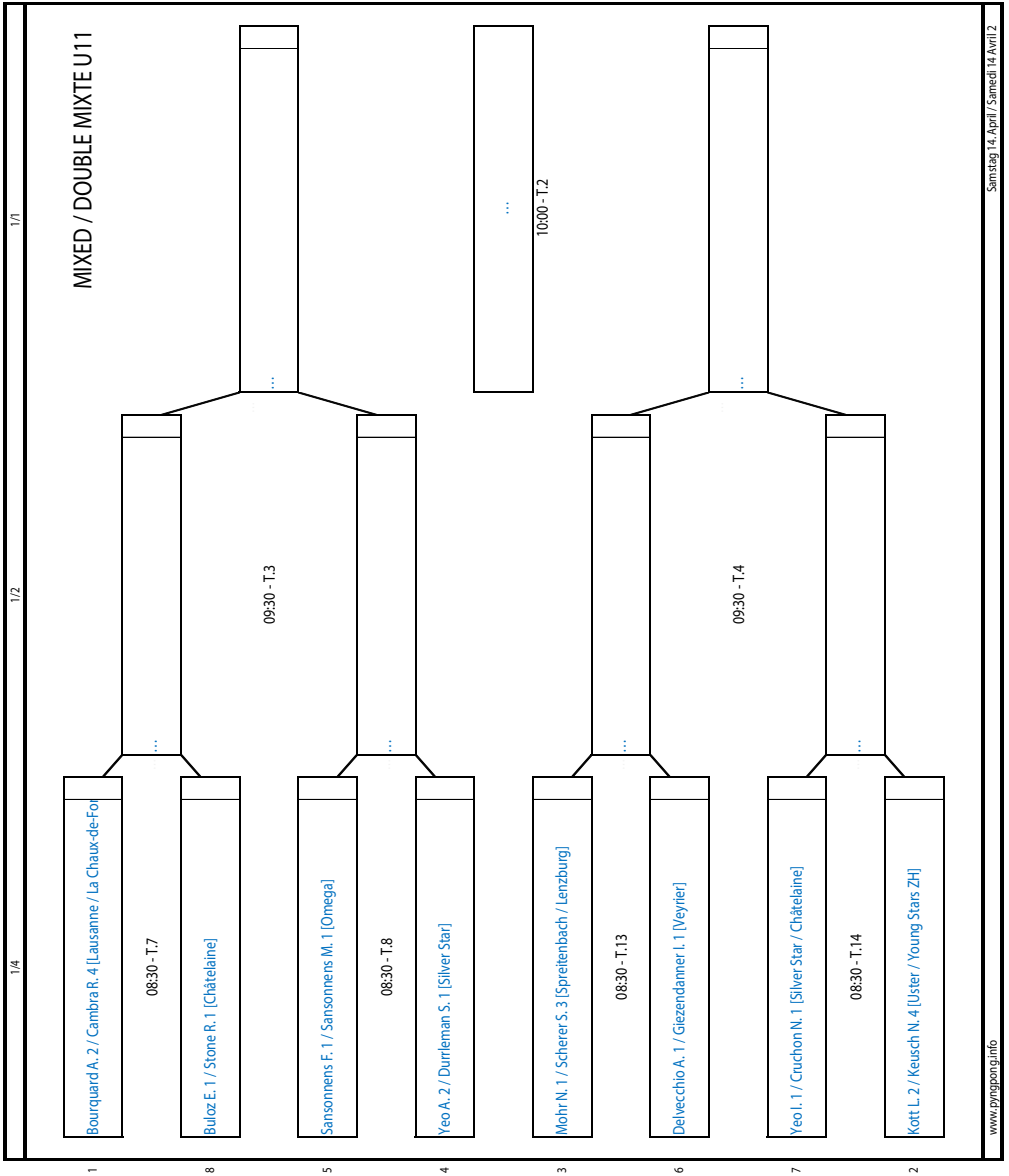 1/4
1/2
1/1
MIXED / DOUBLE MIXTE U11
1
Bourquard A. 2 / Cambra R. 4 [Lausanne / La Chaux-de-For
08:30 - T.7
8
Buloz E. 1 / Stone R. 1 [Châtelaine]
...
09:30 - T.3
...
5
Sansonnens F. 1 / Sansonnens M. 1 [Omega]
08:30 - T.8
4
Yeo A. 2 / Durrleman S. 1 [Silver Star]
...
...
10:00 - T.2
3
Mohr N. 1 / Scherer S. 3 [Spreitenbach / Lenzburg]
08:30 - T.13
6
Delvecchio A. 1 / Giezendanner I. 1 [Veyrier]
...
09:30 - T.4
...
7
Yeo I. 1 / Cruchon N. 1 [Silver Star / Châtelaine]
08:30 - T.14
2
Kott L. 2 / Keusch N. 4 [Uster / Young Stars ZH]
...
www.pyngpong.info
Samstag 14. April / Samedi 14 Avril 2